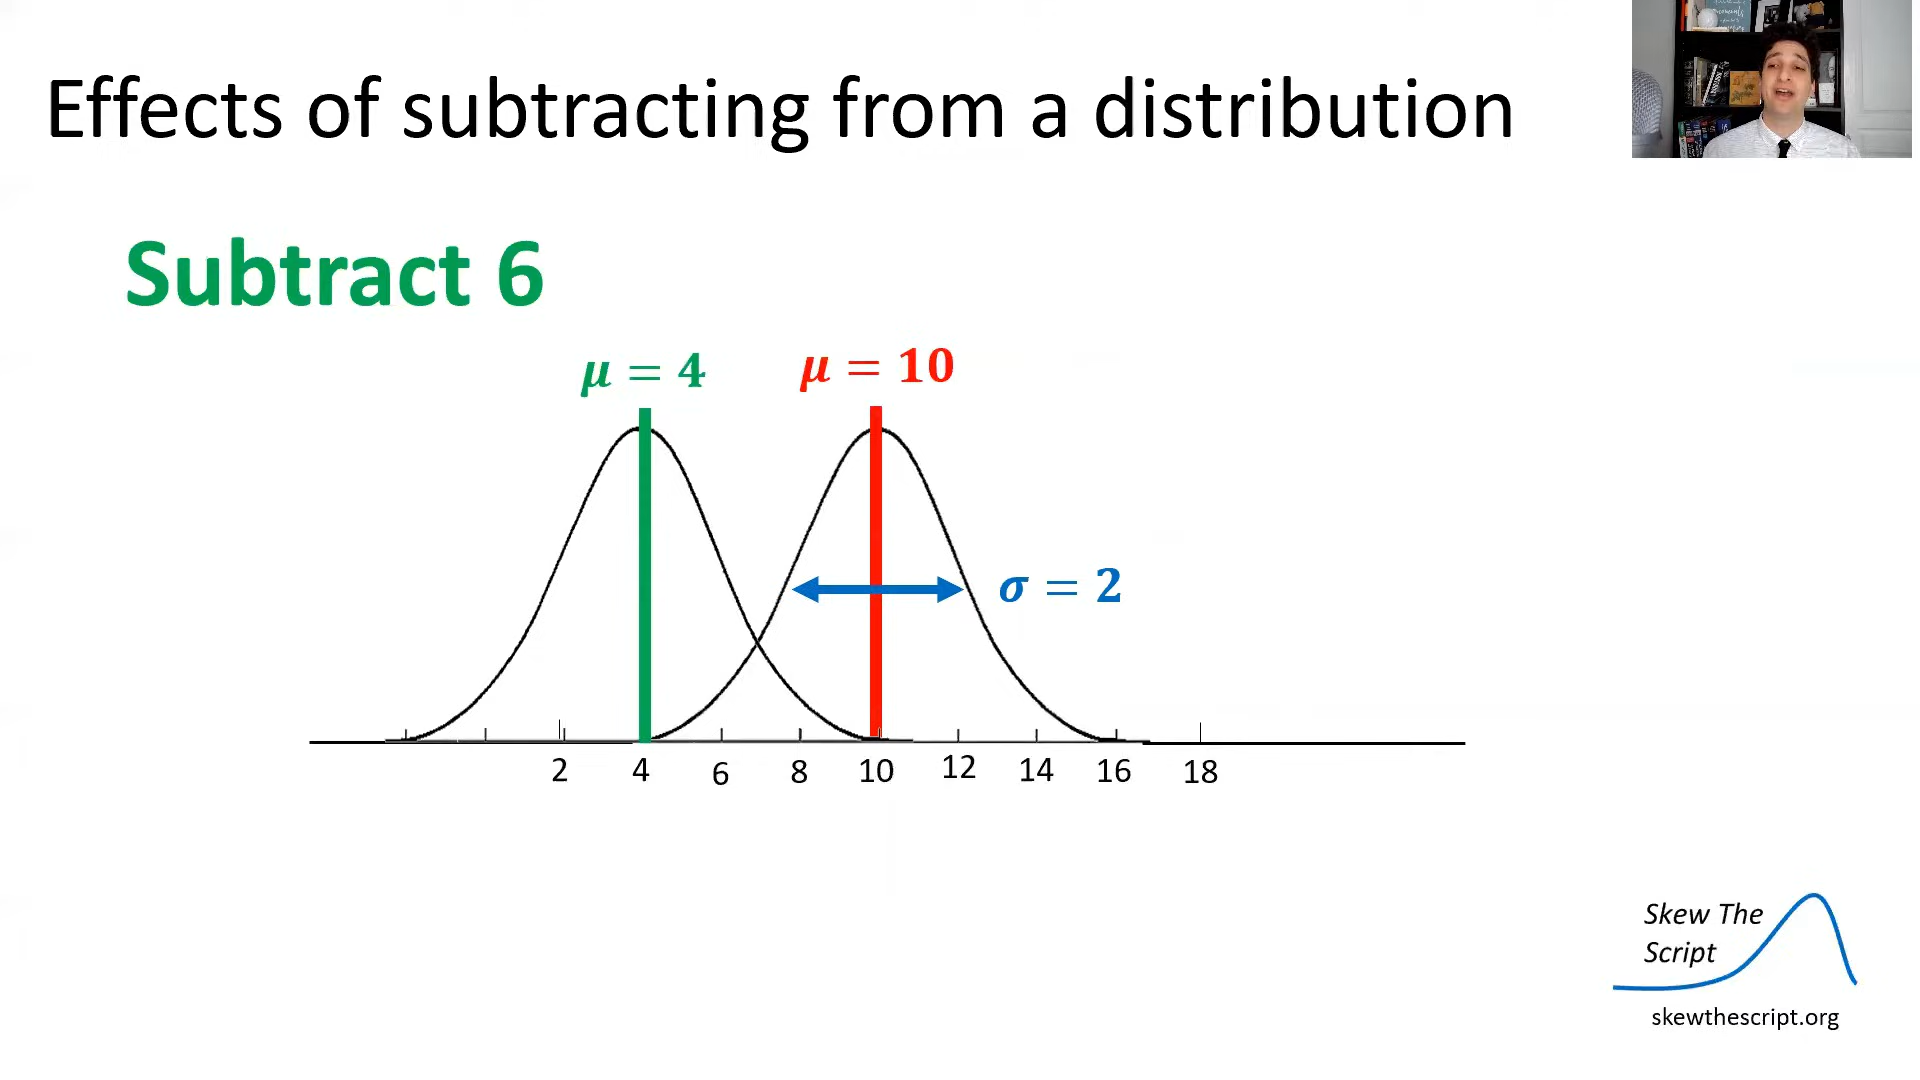 Effects of subtracting from a distribution
Subtract 6
μ = 4
μ = 10
σ = 2
2 4 6 8 10 12 14 16 18
Skew The
Script
skewthescript.org